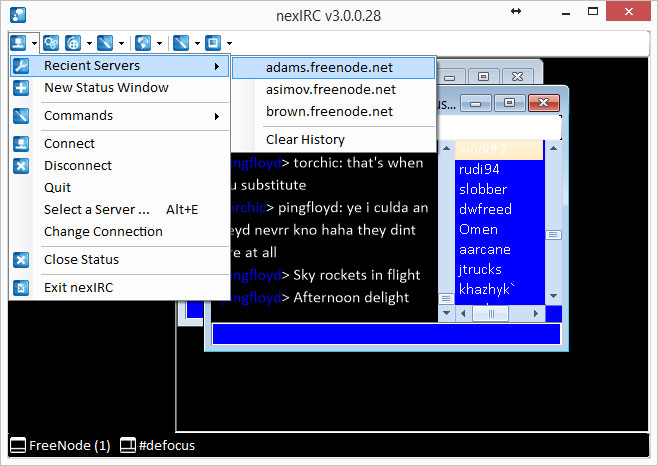 nexIRC v3.0.0.28
Recient Servers
New Status Window
Commands
Connect
Disconnect
Quit
Select a Server ... Alt+E
Change Connection
Close Status
Exit nexIRC
adams.freenode.net
asimov.freenode.net
brown.freenode.net
Clear History
us...
ingfloyd> torchic: that's when
u substitute
rchic> pingfloyd: ye i culda an
eyd nevrr kno haha they dint
re at all
ingfloyd> Sky rockets in flight
ingfloyd> Afternoon delight
woddf2
rudi94
slobber
dwfreed
Omen
aarcane
jtrucks
khazhyk`
FreeNode (1)
#defocus